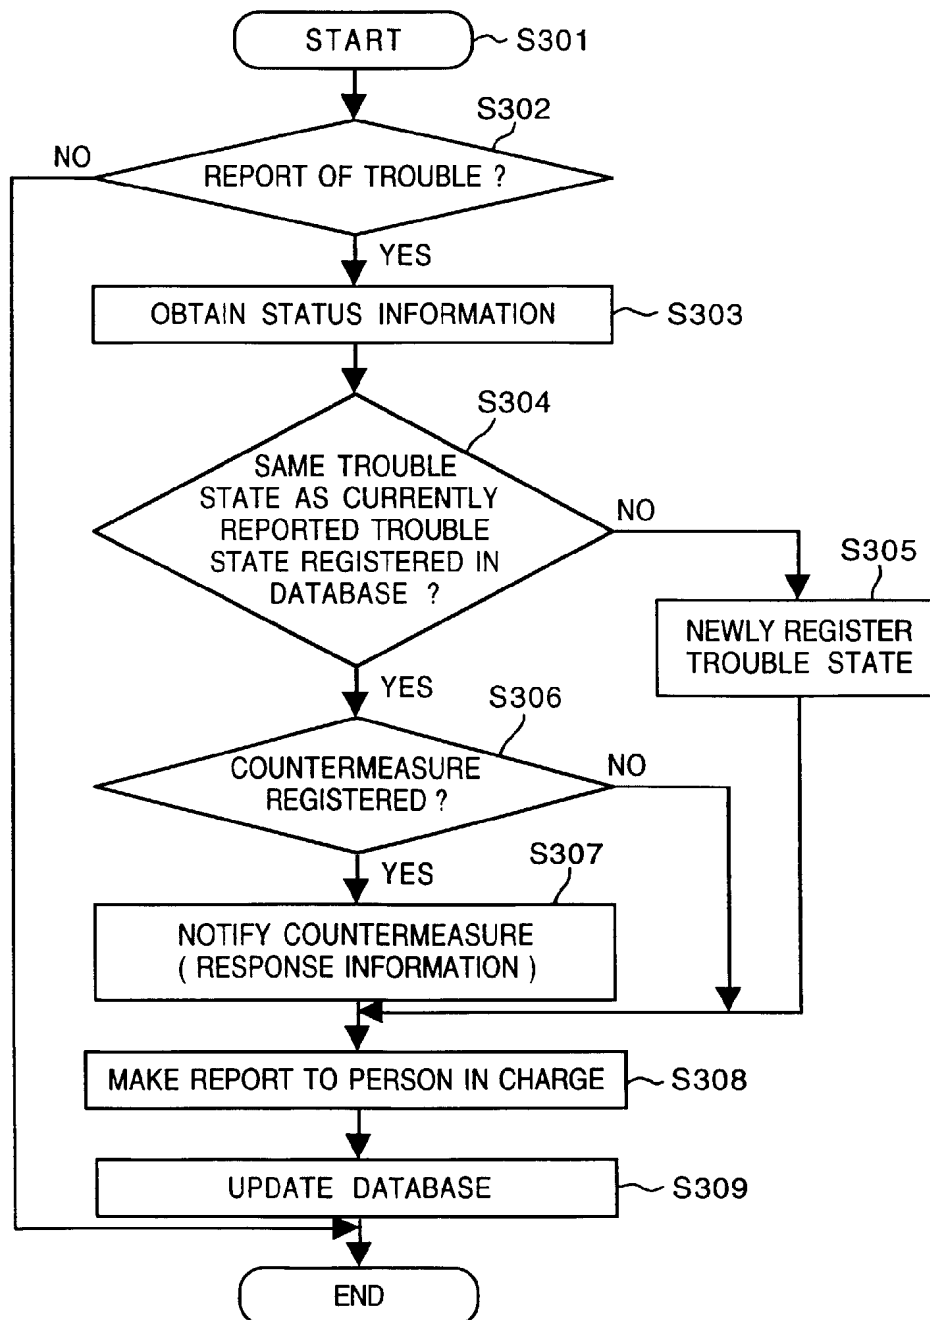 START
S301
S302
NO
REPORT OF TROUBLE ?
YES
OBTAIN STATUS INFORMATION
S303
S304
SAME TROUBLE
STATE AS CURRENTLY
REPORTED TROUBLE
STATE REGISTERED IN
DATABASE ?
NO
S305
NEWLY REGISTER
TROUBLE STATE
YES
S306
COUNTERMEASURE
REGISTERED ?
NO
YES
S307
NOTIFY COUNTERMEASURE
( RESPONSE INFORMATION )
MAKE REPORT TO PERSON IN CHARGE
S308
UPDATE DATABASE
S309
END